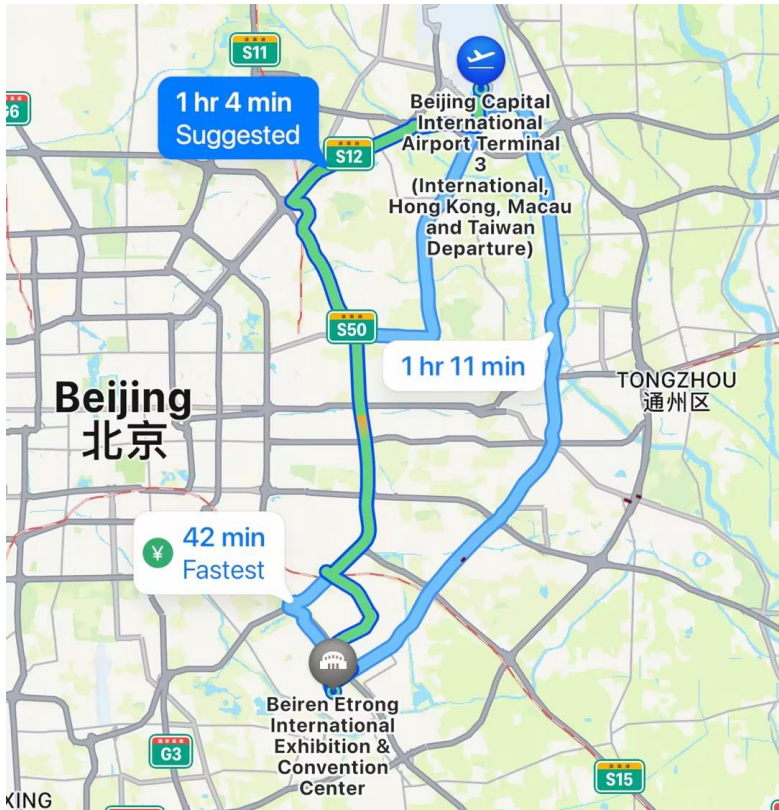 S11
G6
1 hr 4 min
Suggested
S12
Beijing Capital
International
Airport Terminal
3
(International,
Hong Kong, Macau
and Taiwan
Departure)
S50
1 hr 11 min
Beijing
北京
TONGZHOU
通州区
¥
42 min
Fastest
Beiren Etrong
International
Exhibition &
Convention
Center
G3
S15
XING